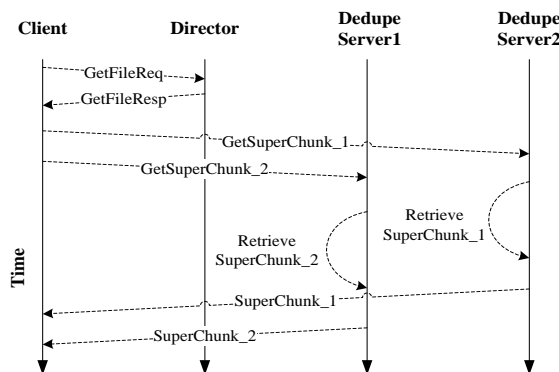 Client
Director
Dedupe
Server1
Dedupe
Server2
GetFileReq
GetFileResp
GetSuperChunk_1
GetSuperChunk_2
Retrieve
SuperChunk_1
Retrieve
SuperChunk_2
Time
SuperChunk_1
SuperChunk_2